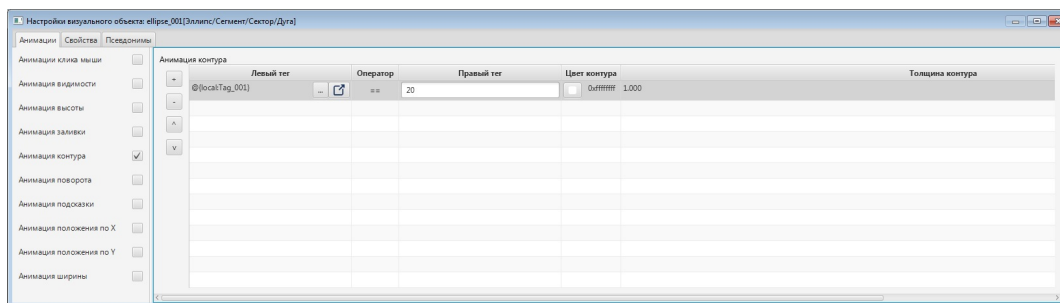 Настройки визуального объекта: ellipse_001[Эллипс/Сегмент/Сектор/Дуга]
Анимации Свойства Псевдонимы
Анимации клика мыши
Анимация видимости
Анимация высоты
Анимация заливки
Анимация контура
Анимация поворота
Анимация подсказки
Анимация положения по X
Анимация положения по Y
Анимация ширины
Анимация контура
Левый тег Оператор Правый тег Цвет контура Толщина контура
@(local:Tag_001) ... == 20 0xffffffff 1.000
+
-
^
v